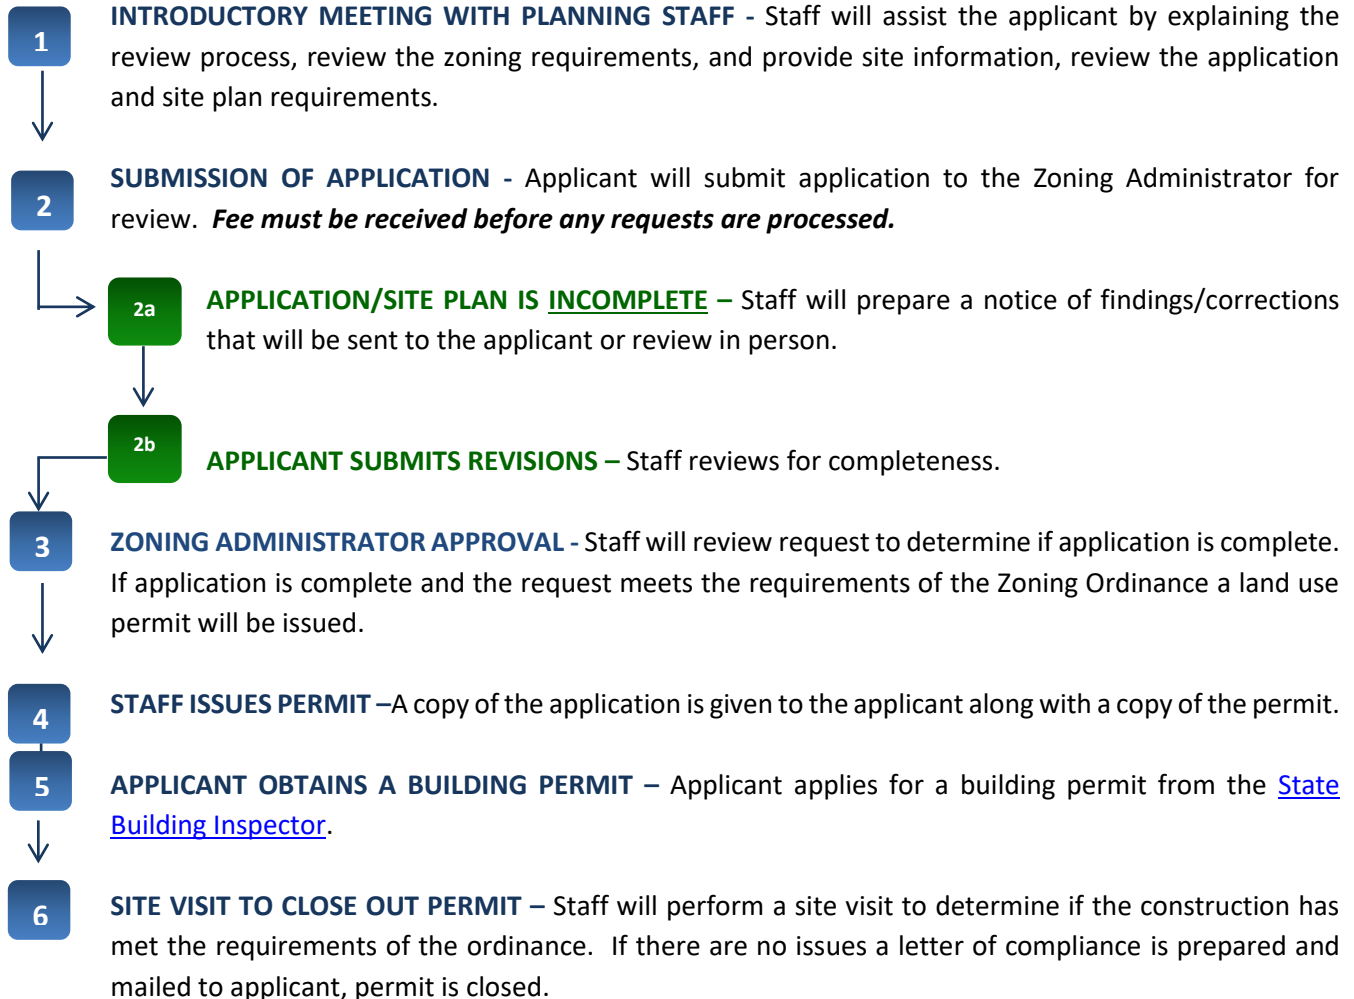 1
INTRODUCTORY MEETING WITH PLANNING STAFF - Staff will assist the applicant by explaining the
review process, review the zoning requirements, and provide site information, review the application
and site plan requirements.
2
SUBMISSION OF APPLICATION - Applicant will submit application to the Zoning Administrator for
review. Fee must be received before any requests are processed.
2a
APPLICATION/SITE PLAN IS INCOMPLETE – Staff will prepare a notice of findings/corrections
that will be sent to the applicant or review in person.
2b
APPLICANT SUBMITS REVISIONS – Staff reviews for completeness.
3
ZONING ADMINISTRATOR APPROVAL - Staff will review request to determine if application is complete.
If application is complete and the request meets the requirements of the Zoning Ordinance a land use
permit will be issued.
4
STAFF ISSUES PERMIT –A copy of the application is given to the applicant along with a copy of the permit.
5
APPLICANT OBTAINS A BUILDING PERMIT – Applicant applies for a building permit from the State
Building Inspector.
6
SITE VISIT TO CLOSE OUT PERMIT – Staff will perform a site visit to determine if the construction has
met the requirements of the ordinance. If there are no issues a letter of compliance is prepared and
mailed to applicant, permit is closed.